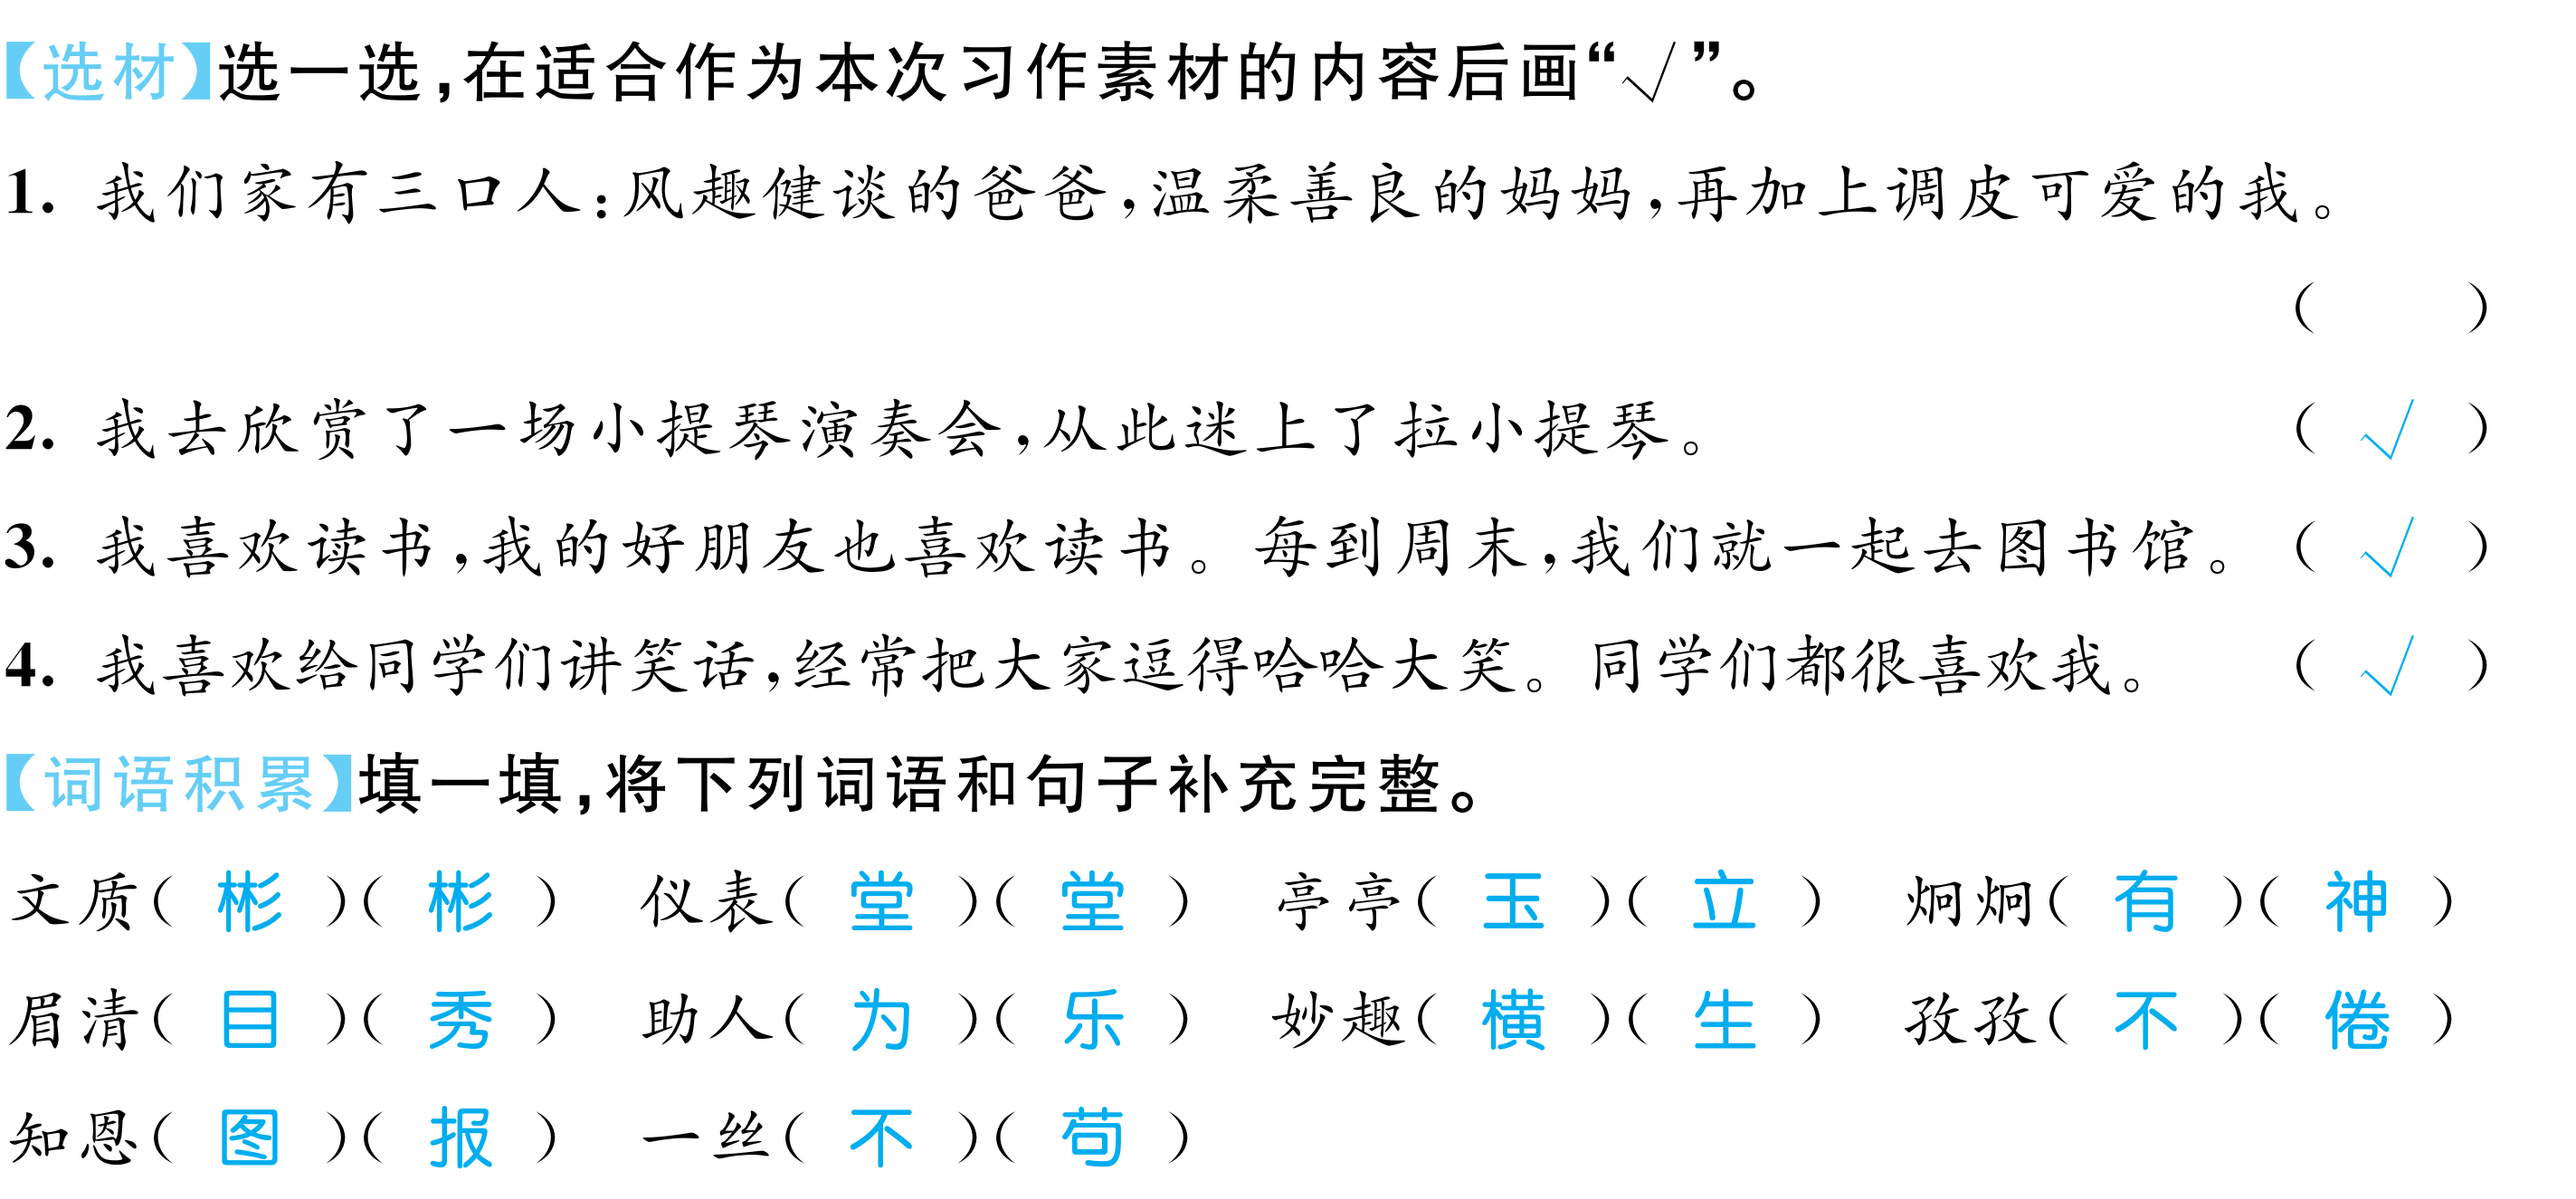 【选材】选一选,在适合作为本次习作素材的内容后画“√”。
1. 我们家有三口人:风趣健谈的爸爸,温柔善良的妈妈,再加上调皮可爱的我。
( )
2. 我去欣赏了一场小提琴演奏会,从此迷上了拉小提琴。 ( √ )
3. 我喜欢读书,我的好朋友也喜欢读书。每到周末,我们就一起去图书馆。( √ )
4. 我喜欢给同学们讲笑话,经常把大家逗得哈哈大笑。同学们都很喜欢我。 ( √ )
【词语积累】填一填,将下列词语和句子补充完整。
文质( 彬 )( 彬 ) 仪表( 堂 )( 堂 ) 亭亭( 玉 )( 立 ) 炯炯( 有 )( 神 )
眉清( 目 )( 秀 ) 助人( 为 )( 乐 ) 妙趣( 横 )( 生 ) 孜孜( 不 )( 倦 )
知恩( 图 )( 报 ) 一丝( 不 )( 苟 )